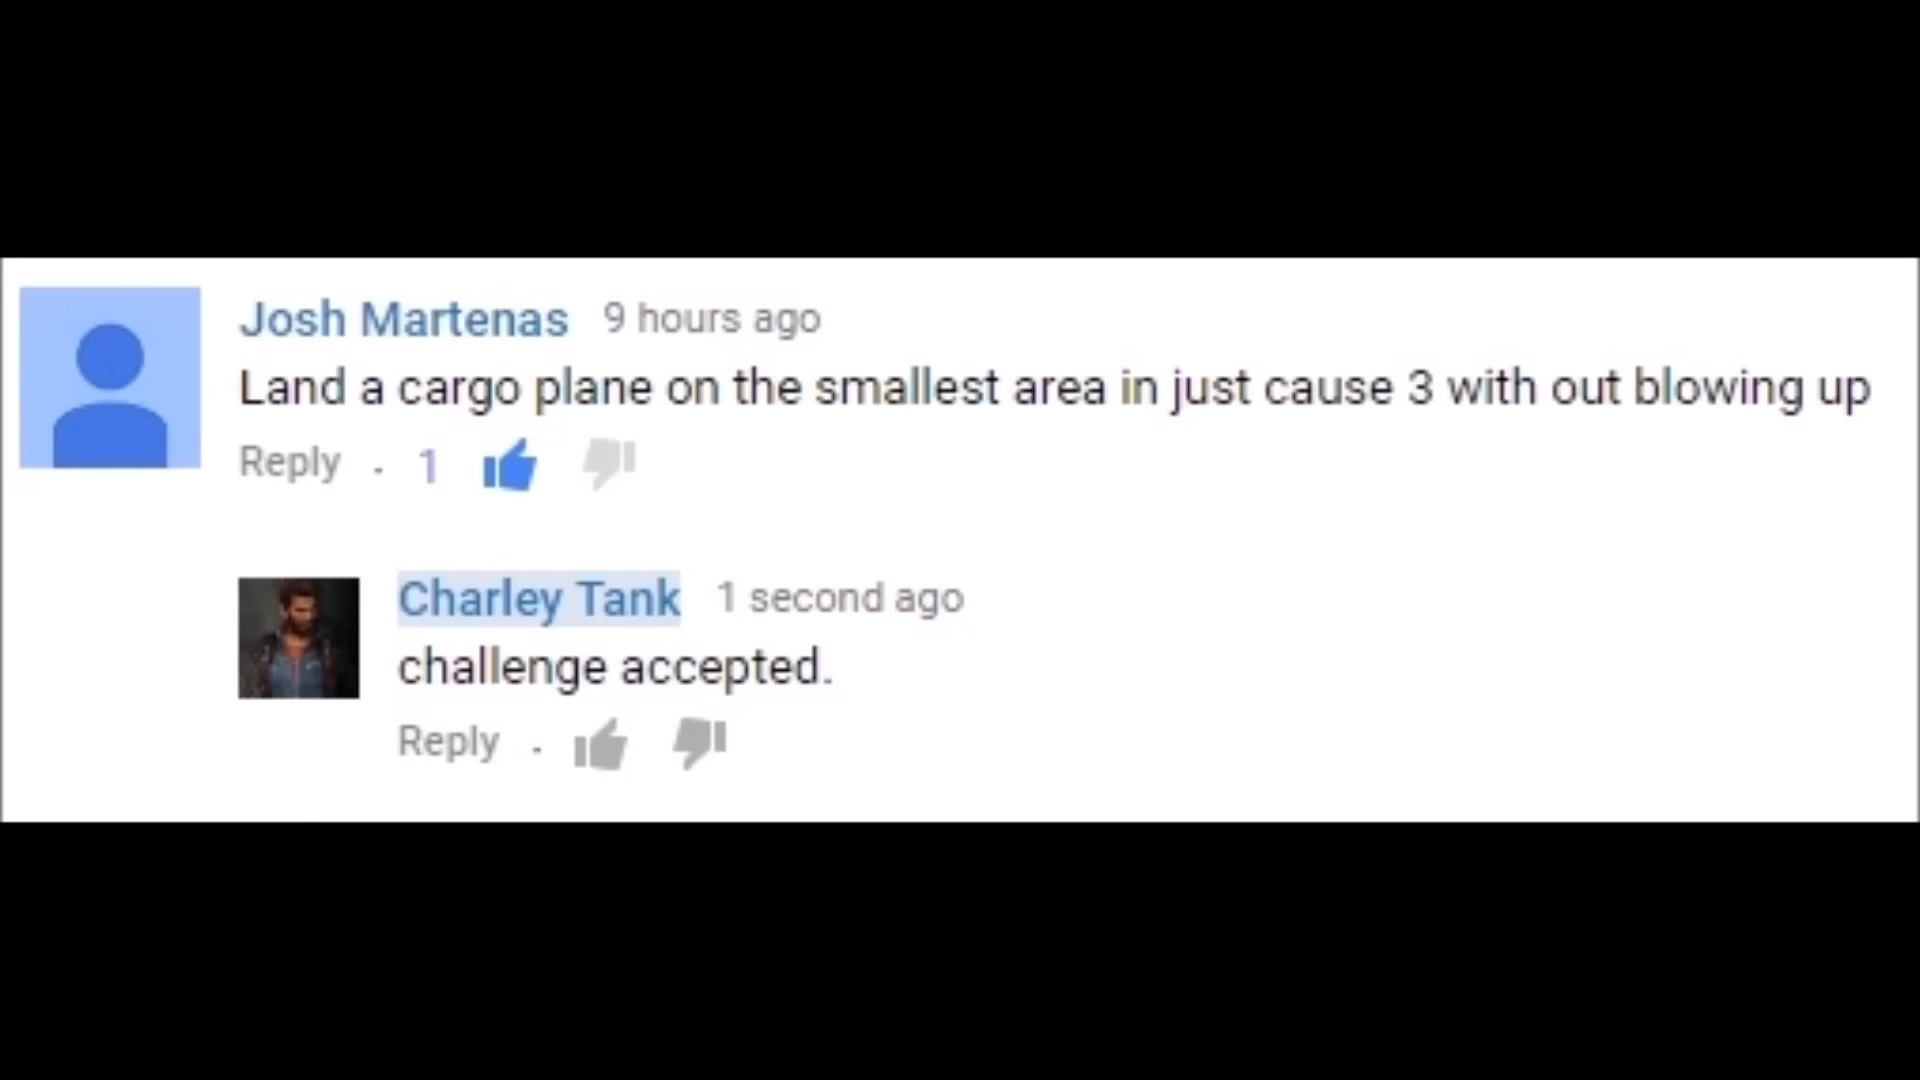 Josh Martenas 9 hours ago
Land a cargo plane on the smallest area in just cause 3 with out blowing up
Reply · 1
Charley Tank 1 second ago
challenge accepted.
Reply ·